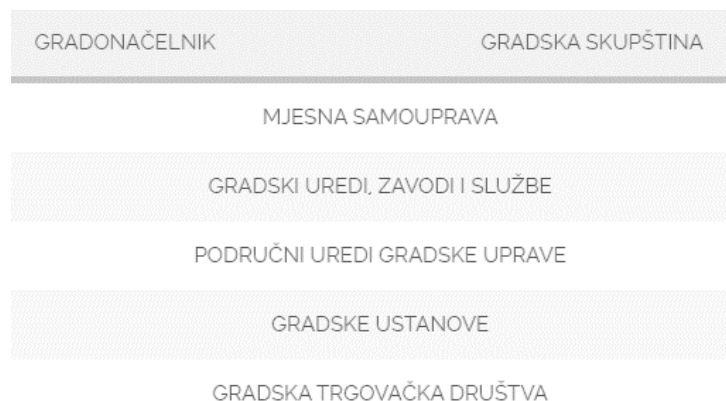 GRADONAČELNIK GRADSKA SKUPŠTINA
MJESNA SAMOUPRAVA
GRADSKI UREDI, ZAVODI I SLUŽBE
PODRUČNI UREDI GRADSKE UPRAVE
GRADSKE USTANOVE
GRADSKA TRGOVAČKA DRUŠTVA